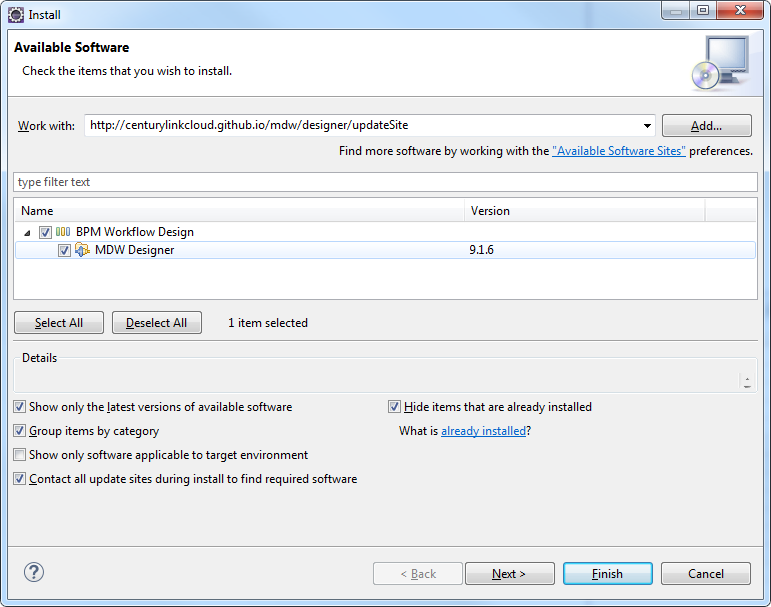 Install
Available Software
Check the items that you wish to install.
Work with: http://centurylinkcloud.github.io/mdw/designer/updateSite Add...
Find more software by working with the "Available Software Sites" preferences.
type filter text
Name Version
BPM Workflow Design
MDW Designer 9.1.6
Select All Deselect All 1 item selected
Details
Show only the latest versions of available software Hide items that are already installed
Group items by category What is already installed?
Show only software applicable to target environment
Contact all update sites during install to find required software
? < Back Next > Finish Cancel